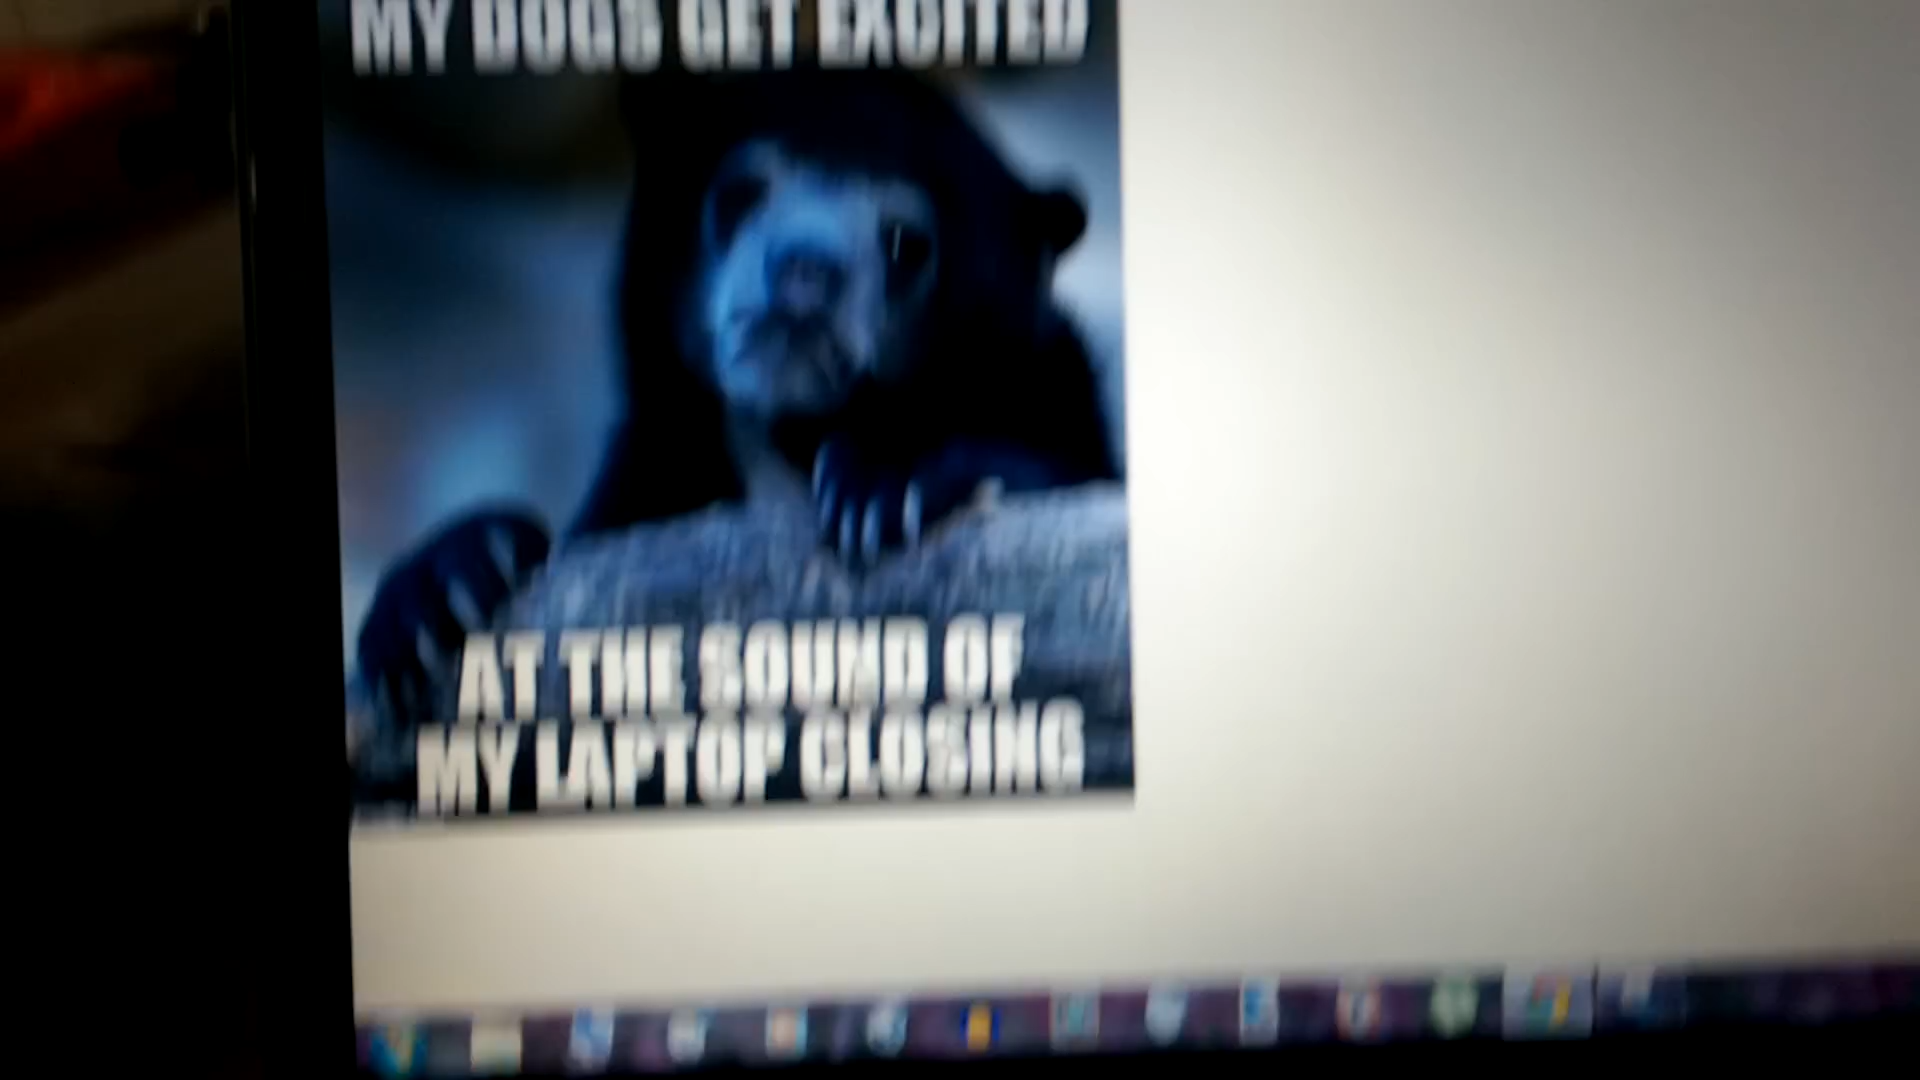 MY DOGS GET EXCITED
AT THE SOUND OF
MY LAPTOP CLOSING